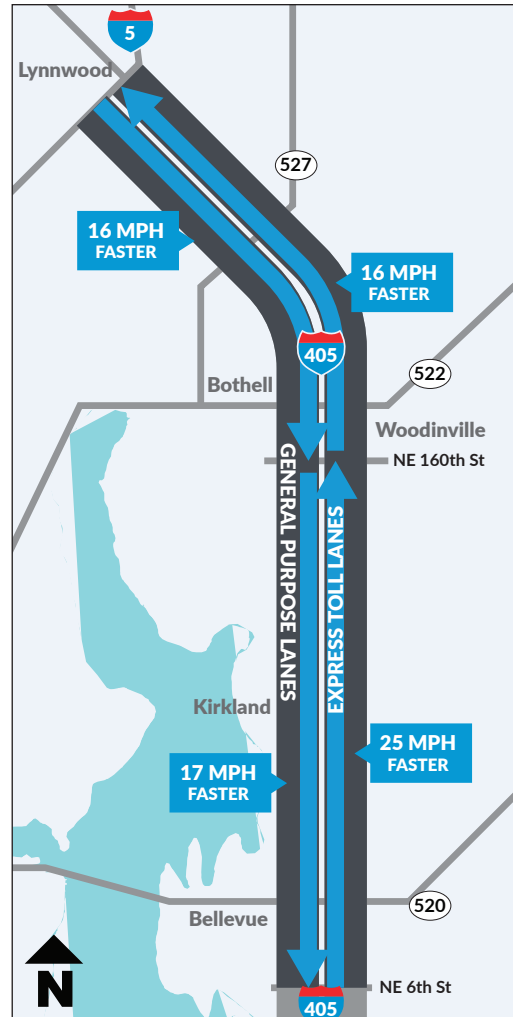 5
Lynnwood
527
16 MPH
FASTER
16 MPH
FASTER
405
522
Bothell
Woodinville
NE 160th St
GENERAL PURPOSE LANES
EXPRESS TOLL LANES
Kirkland
25 MPH
FASTER
17 MPH
FASTER
520
Bellevue
N
NE 6th St
405